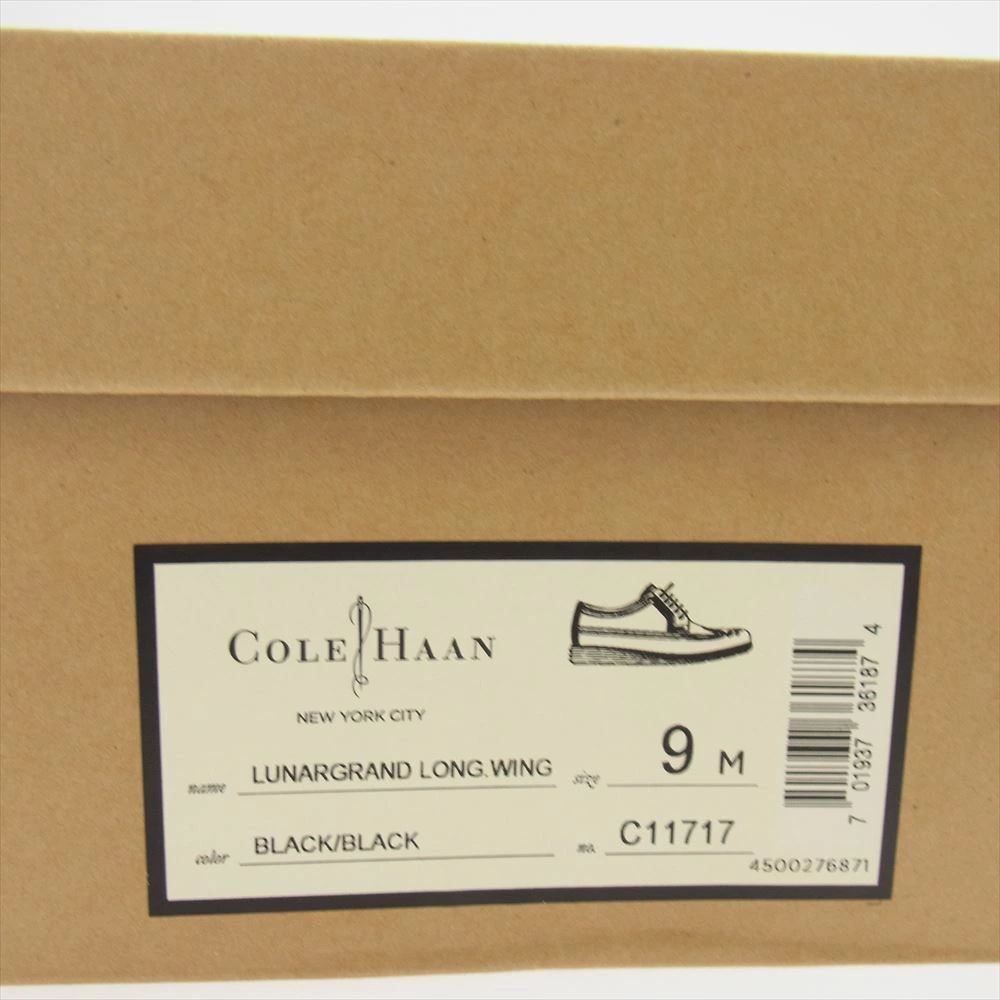 COLE HAAN
NEW YORK CITY
name LUNARGRAND LONG.WING
size 9 M
color BLACK/BLACK
no. C11717
4500276871
7 01937 36187 4